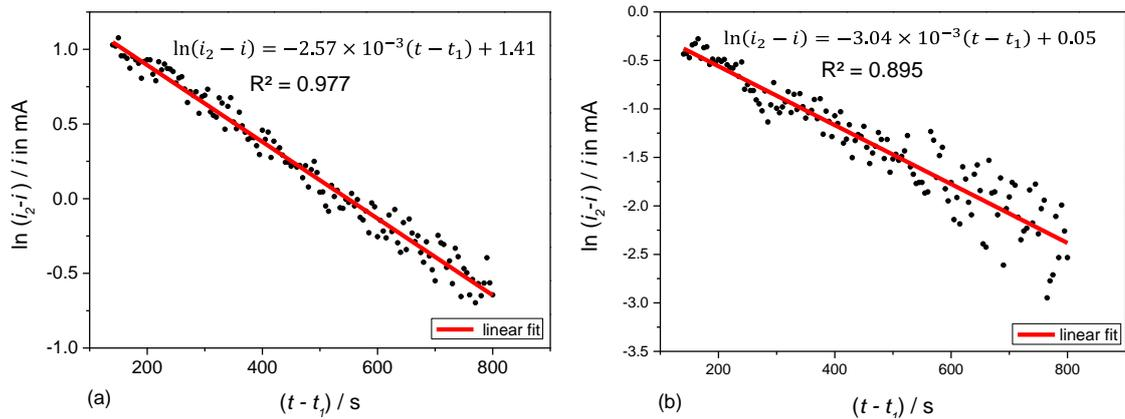 ln(i₂ − i) = −2.57 × 10⁻³(t − t₁) + 1.41
R² = 0.977
ln (i₂-i) / i in mA
1.0
0.5
0.0
-0.5
-1.0
linear fit
200
400
600
800
(a)
(t - t₁) / s
ln(i₂ − i) = −3.04 × 10⁻³(t − t₁) + 0.05
R² = 0.895
ln (i₂-i) / i in mA
0.0
-0.5
-1.0
-1.5
-2.0
-2.5
-3.0
-3.5
linear fit
200
400
600
800
(b)
(t - t₁) / s